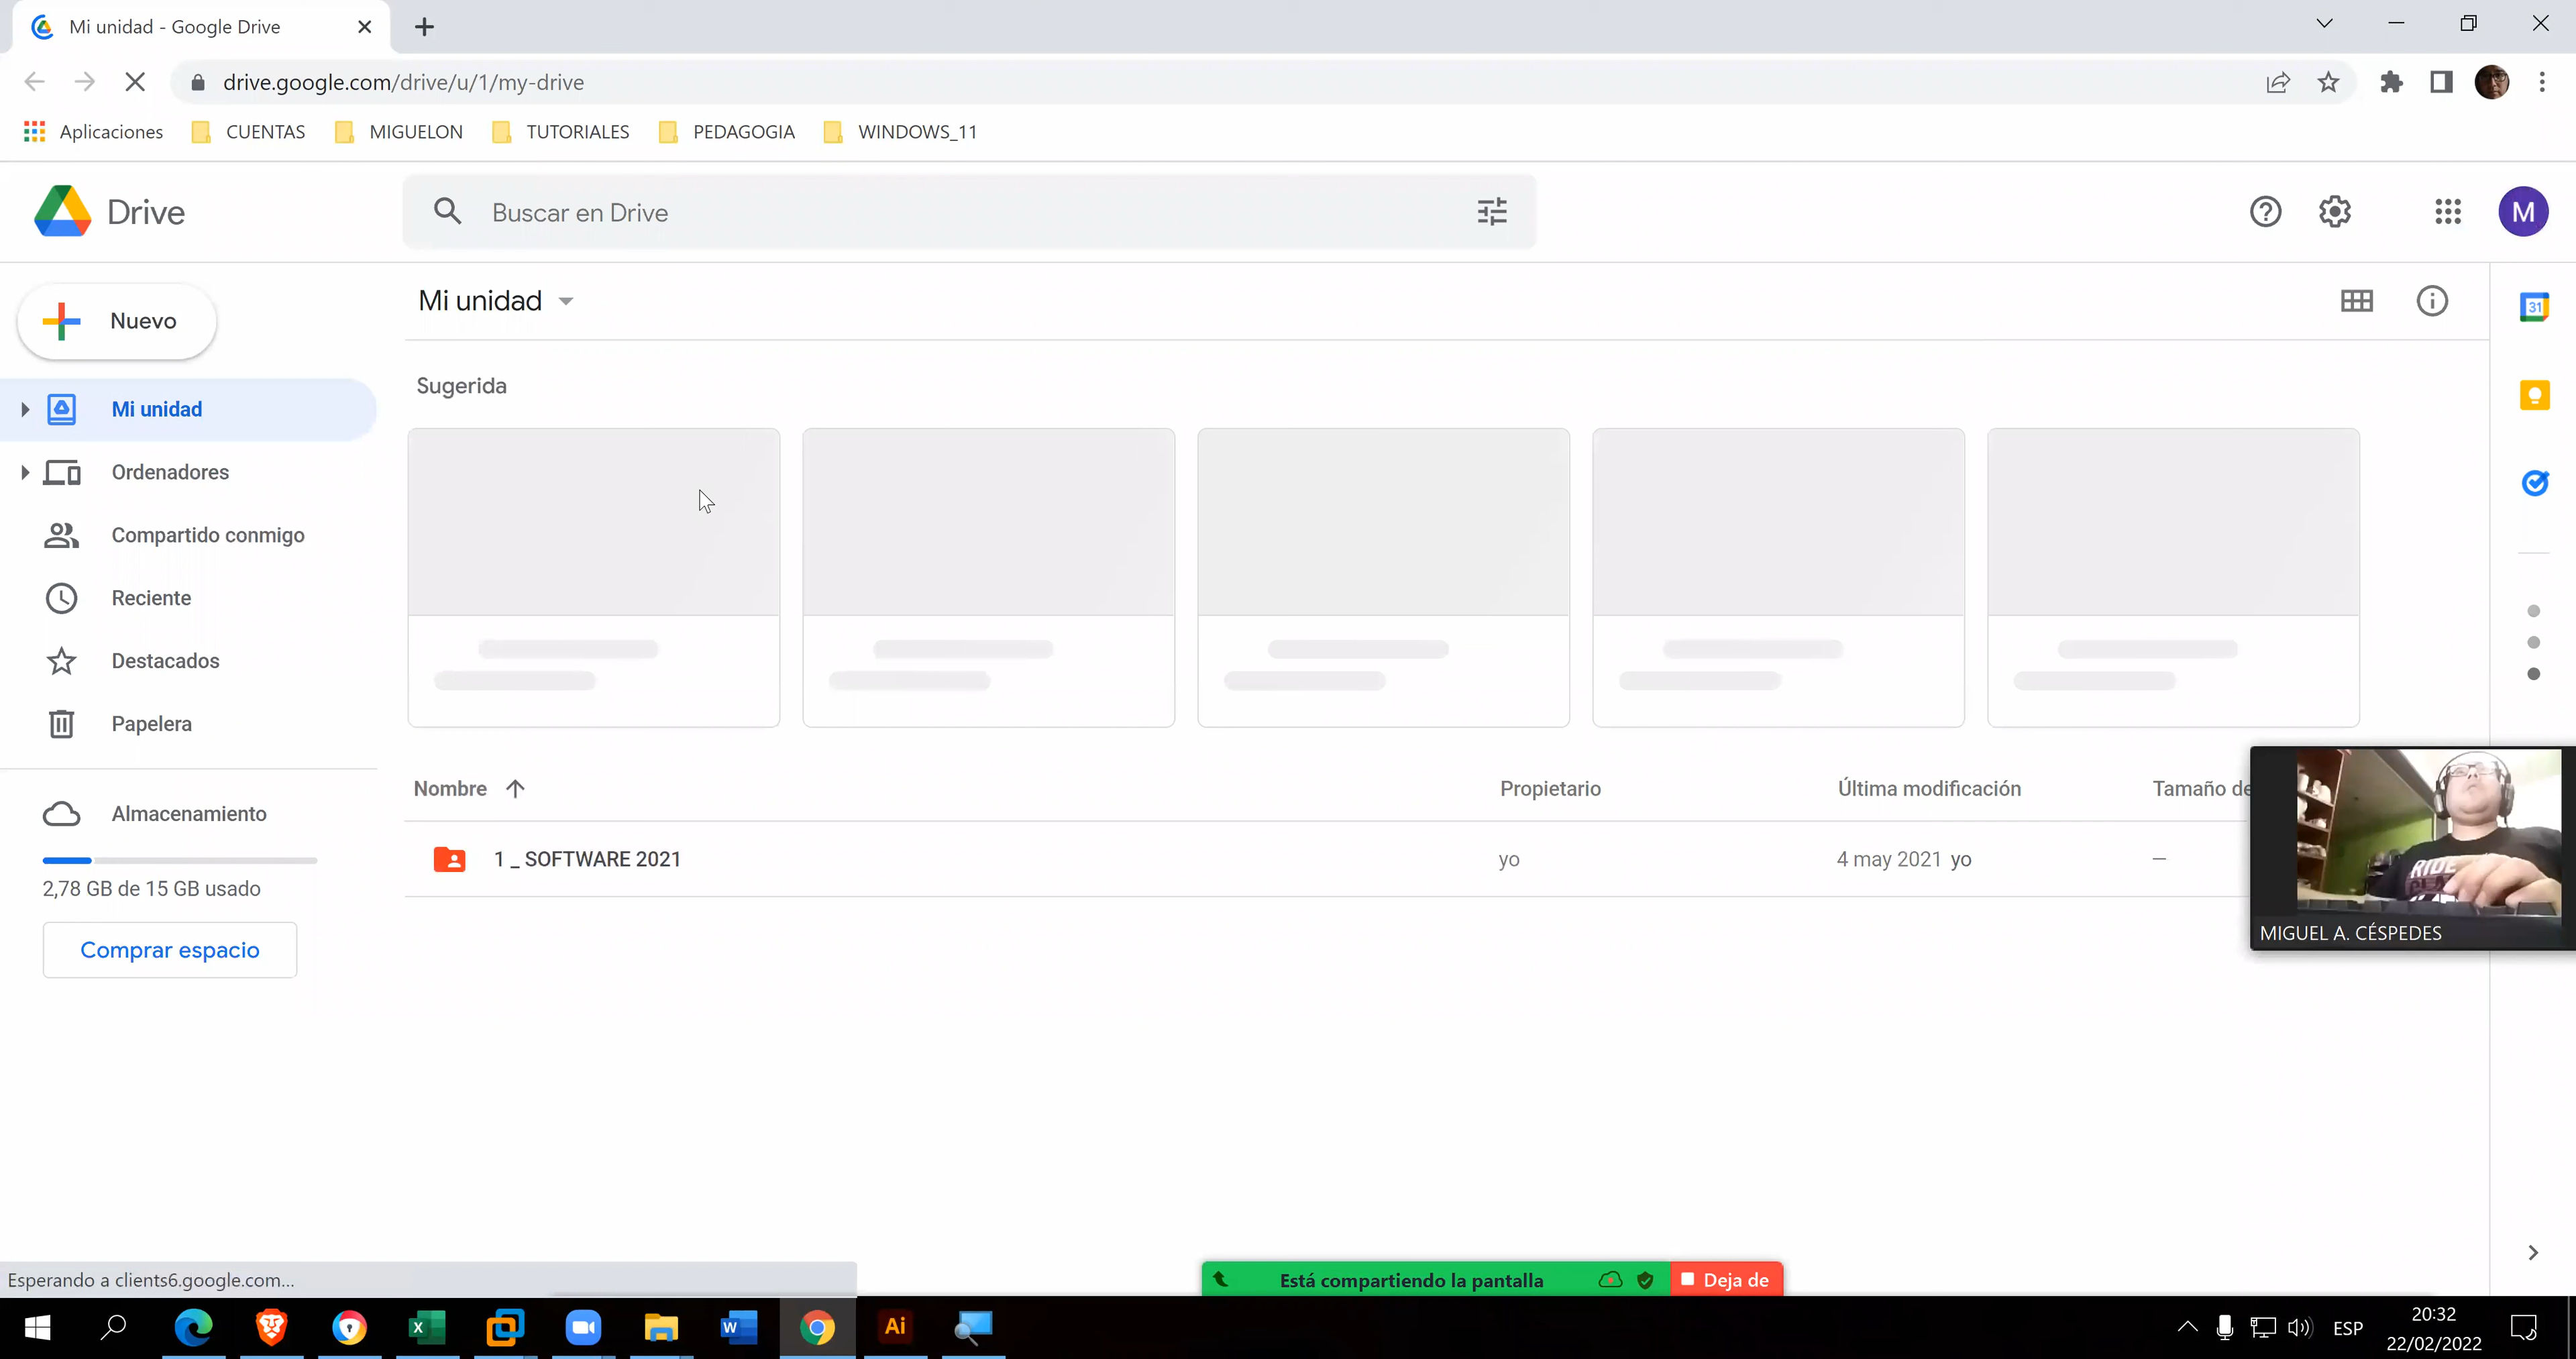 Mi unidad - Google Drive
drive.google.com/drive/u/1/my-drive
Aplicaciones CUENTAS MIGUELON TUTORIALES PEDAGOGIA WINDOWS_11
Drive
Buscar en Drive
M
Nuevo
Mi unidad
Mi unidad
Ordenadores
Compartido conmigo
Reciente
Destacados
Papelera
Almacenamiento
2,78 GB de 15 GB usado
Comprar espacio
Sugerida
Nombre Propietario Última modificación Tamaño de
1 _ SOFTWARE 2021 yo 4 may 2021 yo —
31
RIDE
MIGUEL A. CÉSPEDES
Esperando a clients6.google.com...
Está compartiendo la pantalla Deja de
X W Ai
ESP
20:32
22/02/2022